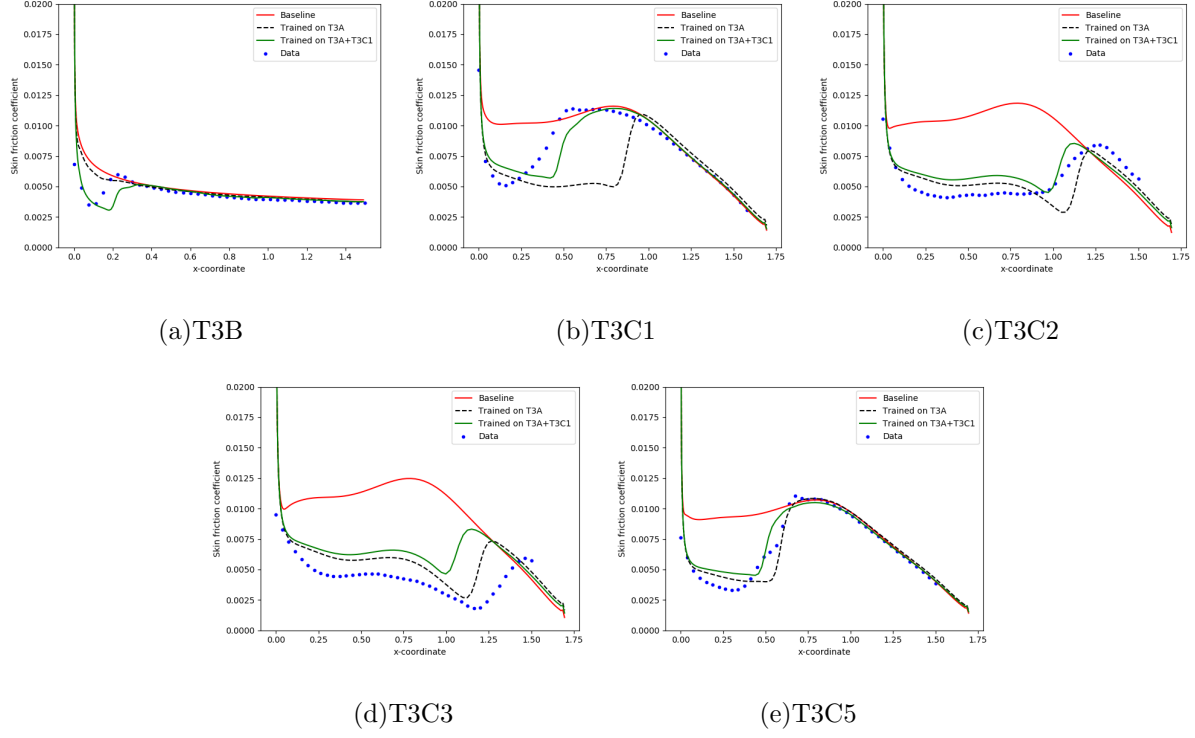 0.0200
0.0175
0.0150
0.0125
0.0100
0.0075
0.0050
0.0025
0.0000
Skin friction coefficient
Baseline
Trained on T3A
Trained on T3A+T3C1
Data
0.0 0.2 0.4 0.6 0.8 1.0 1.2 1.4
x-coordinate
(a)T3B
0.0200
0.0175
0.0150
0.0125
0.0100
0.0075
0.0050
0.0025
0.0000
Skin friction coefficient
Baseline
Trained on T3A
Trained on T3A+T3C1
Data
0.00 0.25 0.50 0.75 1.00 1.25 1.50 1.75
x-coordinate
(b)T3C1
0.0200
0.0175
0.0150
0.0125
0.0100
0.0075
0.0050
0.0025
0.0000
Skin friction coefficient
Baseline
Trained on T3A
Trained on T3A+T3C1
Data
0.00 0.25 0.50 0.75 1.00 1.25 1.50 1.75
x-coordinate
(c)T3C2
0.0200
0.0175
0.0150
0.0125
0.0100
0.0075
0.0050
0.0025
0.0000
Skin friction coefficient
Baseline
Trained on T3A
Trained on T3A+T3C1
Data
0.00 0.25 0.50 0.75 1.00 1.25 1.50 1.75
x-coordinate
(d)T3C3
0.0200
0.0175
0.0150
0.0125
0.0100
0.0075
0.0050
0.0025
0.0000
Skin friction coefficient
Baseline
Trained on T3A
Trained on T3A+T3C1
Data
0.00 0.25 0.50 0.75 1.00 1.25 1.50 1.75
x-coordinate
(e)T3C5